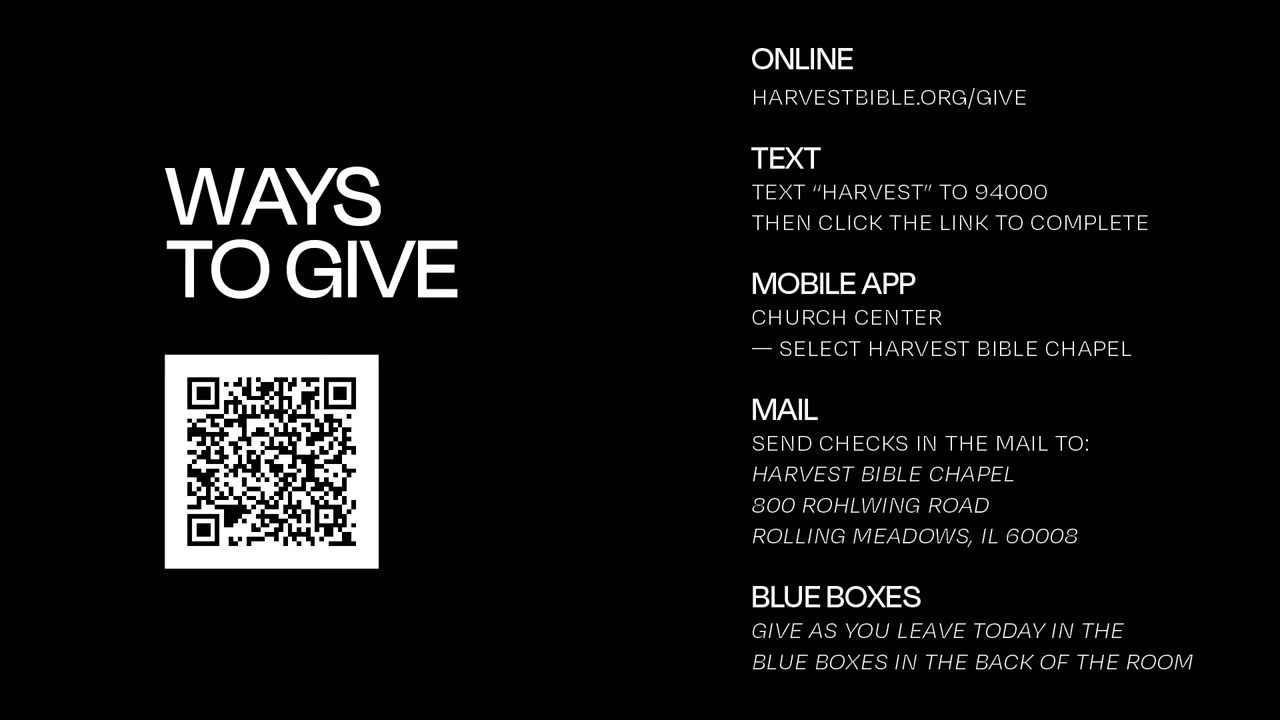 WAYS
TO GIVE
ONLINE
HARVESTBIBLE.ORG/GIVE
TEXT
TEXT “HARVEST” TO 94000
THEN CLICK THE LINK TO COMPLETE
MOBILE APP
CHURCH CENTER
— SELECT HARVEST BIBLE CHAPEL
MAIL
SEND CHECKS IN THE MAIL TO:
HARVEST BIBLE CHAPEL
800 ROHLWING ROAD
ROLLING MEADOWS, IL 60008
BLUE BOXES
GIVE AS YOU LEAVE TODAY IN THE
BLUE BOXES IN THE BACK OF THE ROOM